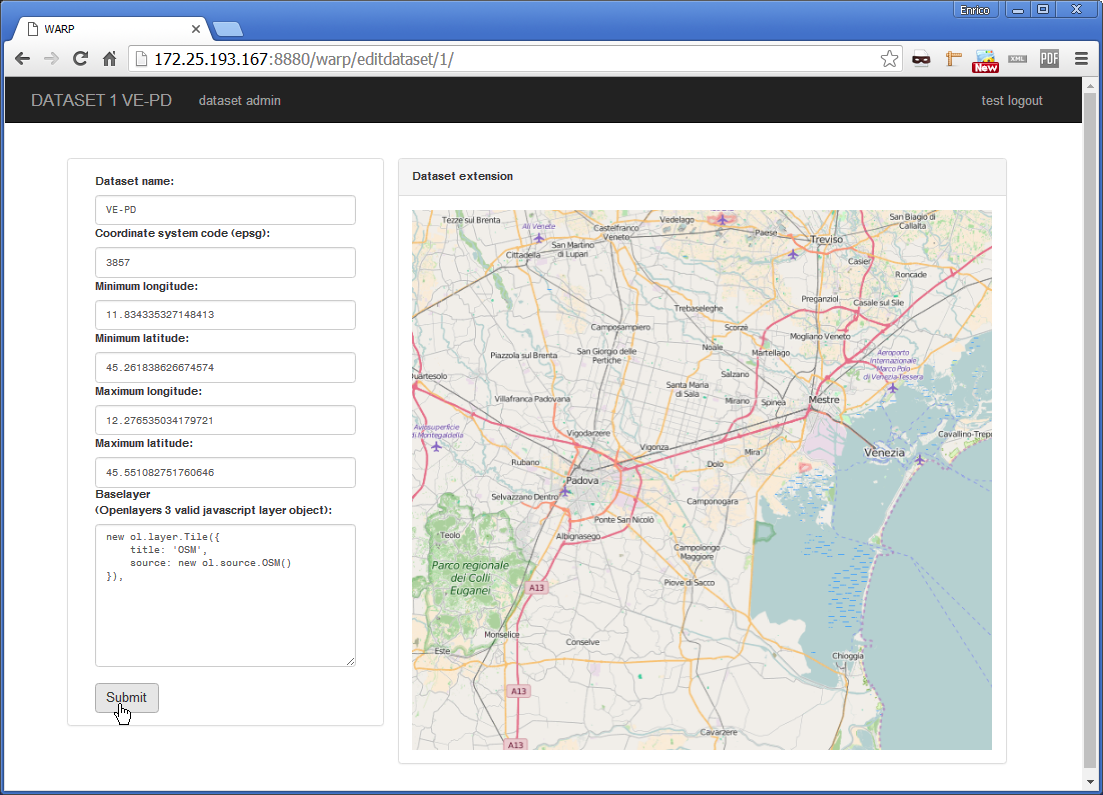 Enrico
WARP
172.25.193.167:8880/warp/editdataset/1/
New
XML
PDF
DATASET 1 VE-PD
dataset admin
test logout
Dataset name:
VE-PD
Coordinate system code (epsg):
3857
Minimum longitude:
11.834335327148413
Minimum latitude:
45.261838626674574
Maximum longitude:
12.276535034179721
Maximum latitude:
45.551082751760646
Baselayer
(Openlayers 3 valid javascript layer object):
new ol.layer.Tile({
title: 'OSM',
source: new ol.source.OSM()
}),
Submit
Dataset extension
Tezze sul Brenta
Ali Venete
Castelfranco
Veneto
Vedelago
Paese
Treviso
San Biagio di
Callalta
Cittadella
San Martino
di Lupari
Casier
Roncade
Trebaseleghe
Preganziol
Casale sul Sile
Camposampiero
Scorzè
Mogliano Veneto
Piazzola sul Brenta
San Giorgio delle
Pertiche
Noale
Martellago
Aeroporto
Internazionale
Marco Polo
di Venezia-Tessera
Quartesolo
Salzano
Santa Maria
di Sala
Villafranca Padovana
Mirano
Spinea
Mestre
Aviosuperficie
di Montegaldella
Vigodarzere
Vigonza
Mira
Cavallino-Trepo
Rubano
Dolo
Venezia
Padova
Selvazzano Dentro
Camponogara
Ponte San Nicolò
Teolo
Albignasego
Campolongo
Maggiore
Parco regionale
dei Colli
Euganei
Piove di Sacco
A13
Monselice
Conselve
Este
Chioggia
A13
Cavarzere
A13